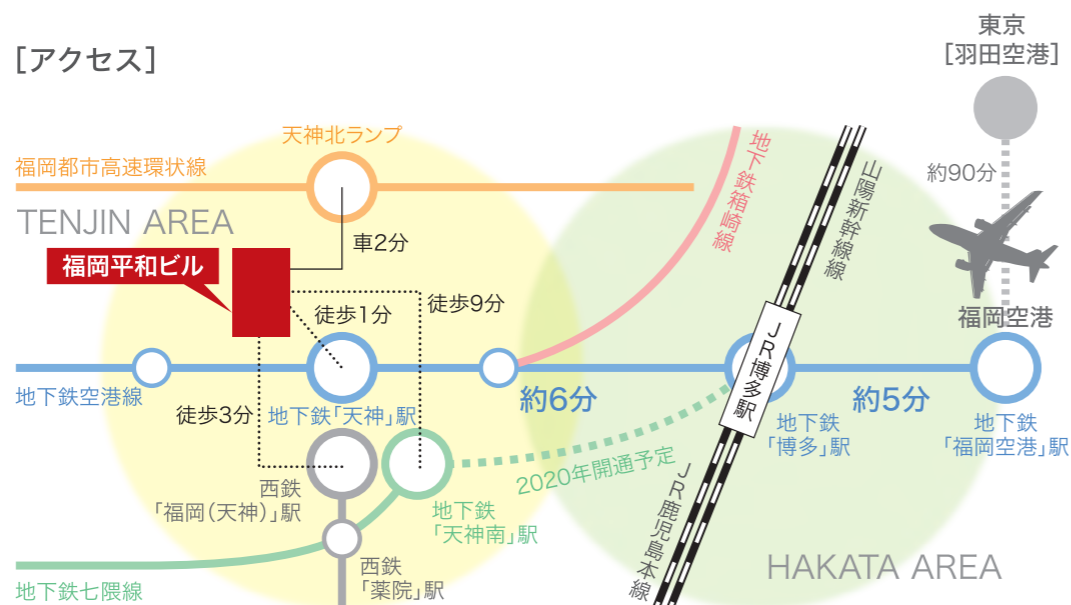 [アクセス]
東京
[羽田空港]
天神北ランプ
福岡都市高速環状線
約90分
TENJIN AREA
車2分
福岡平和ビル
地下鉄箱崎線
山陽新幹線線
徒歩9分
徒歩1分
福岡空港
JR博多駅
地下鉄空港線
約6分
約5分
徒歩3分
地下鉄「天神」駅
地下鉄
「博多」駅
地下鉄
「福岡空港」駅
2020年開通予定
西鉄
「福岡(天神)」駅
地下鉄
「天神南」駅
JR鹿児島本線
西鉄
「薬院」駅
地下鉄七隈線
HAKATA AREA